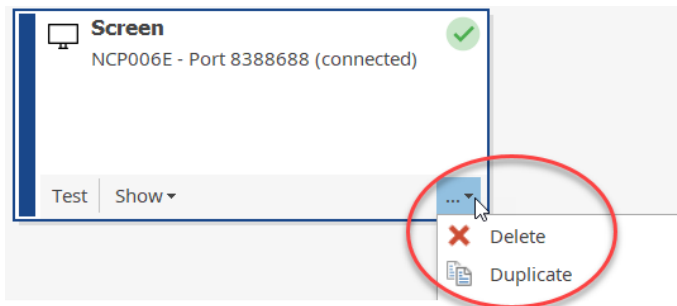 Screen
NCP006E - Port 8388688 (connected)
Test Show ...
Delete
Duplicate